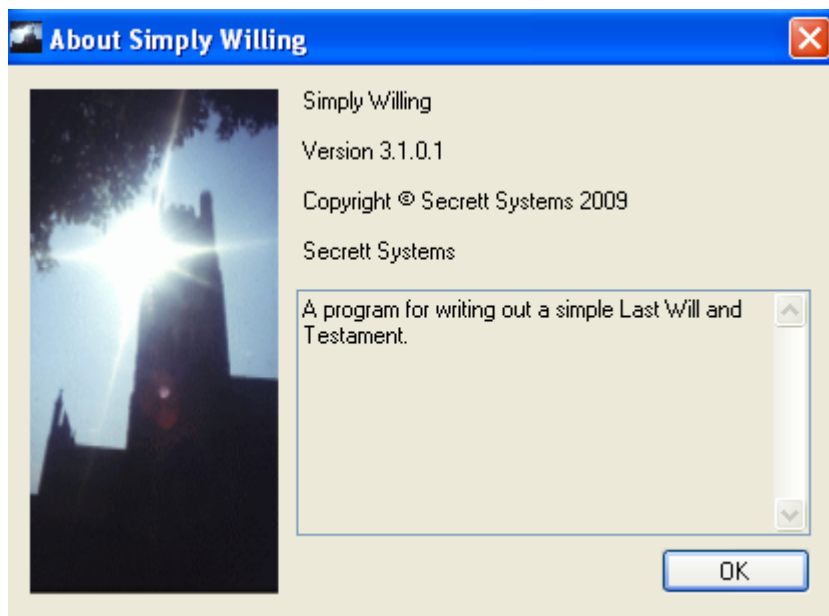 About Simply Willing
Simply Willing
Version 3.1.0.1
Copyright © Secrett Systems 2009
Secrett Systems
A program for writing out a simple Last Will and
Testament.
OK